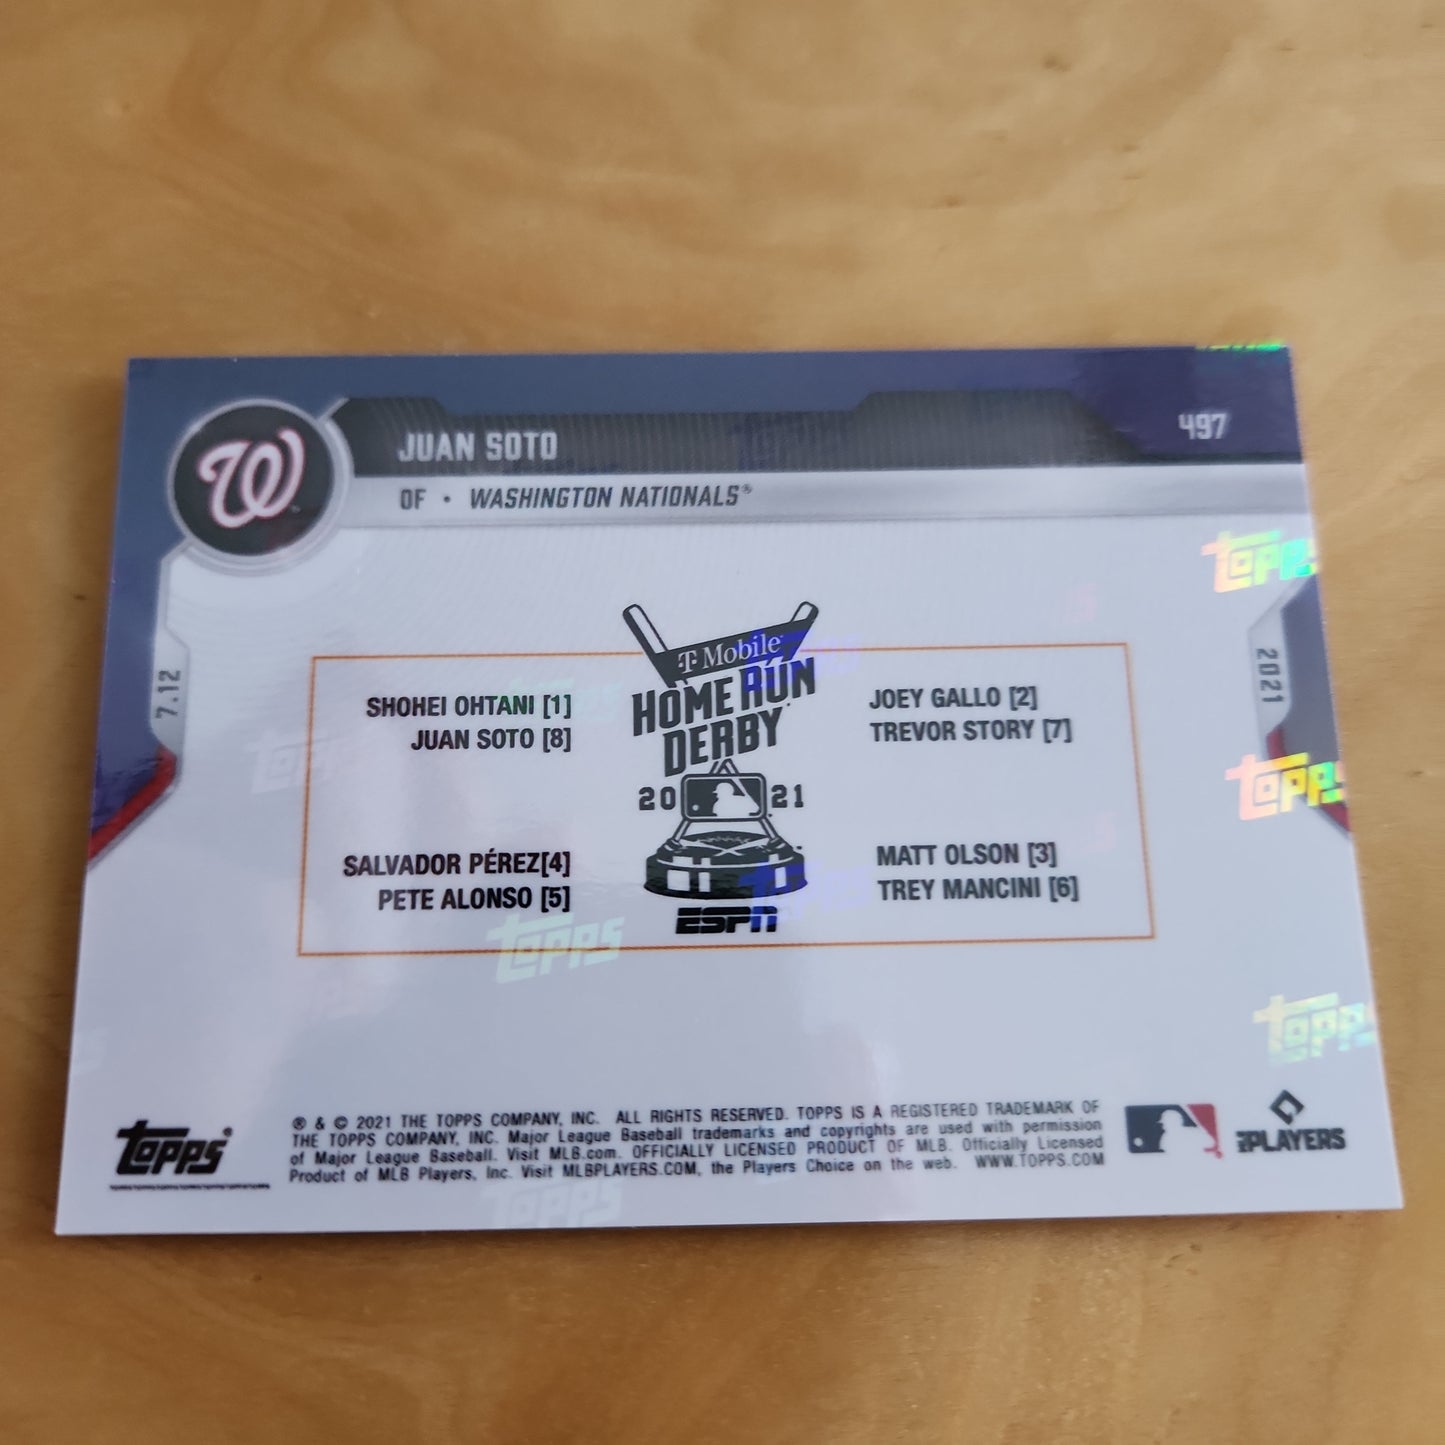 W
JUAN SOTO
497
OF • WASHINGTON NATIONALS®
7.12
2021
T Mobile
HOME RUN
DERBY
20 21
ESPN
SHOHEI OHTANI [1]
JUAN SOTO [8]
JOEY GALLO [2]
TREVOR STORY [7]
SALVADOR PÉREZ[4]
PETE ALONSO [5]
MATT OLSON [3]
TREY MANCINI [6]
TOPPS
TOPPS
TOPPS
TOPPS
TOPPS
TOPPS®
® & © 2021 THE TOPPS COMPANY, INC. ALL RIGHTS RESERVED. TOPPS IS A REGISTERED TRADEMARK OF
THE TOPPS COMPANY, INC. Major League Baseball trademarks and copyrights are used with permission
of Major League Baseball. Visit MLB.com. OFFICIALLY LICENSED PRODUCT OF MLB. Officially Licensed
Product of MLB Players, Inc. Visit MLBPLAYERS.COM, the Players Choice on the web. WWW.TOPPS.COM
PLAYERS